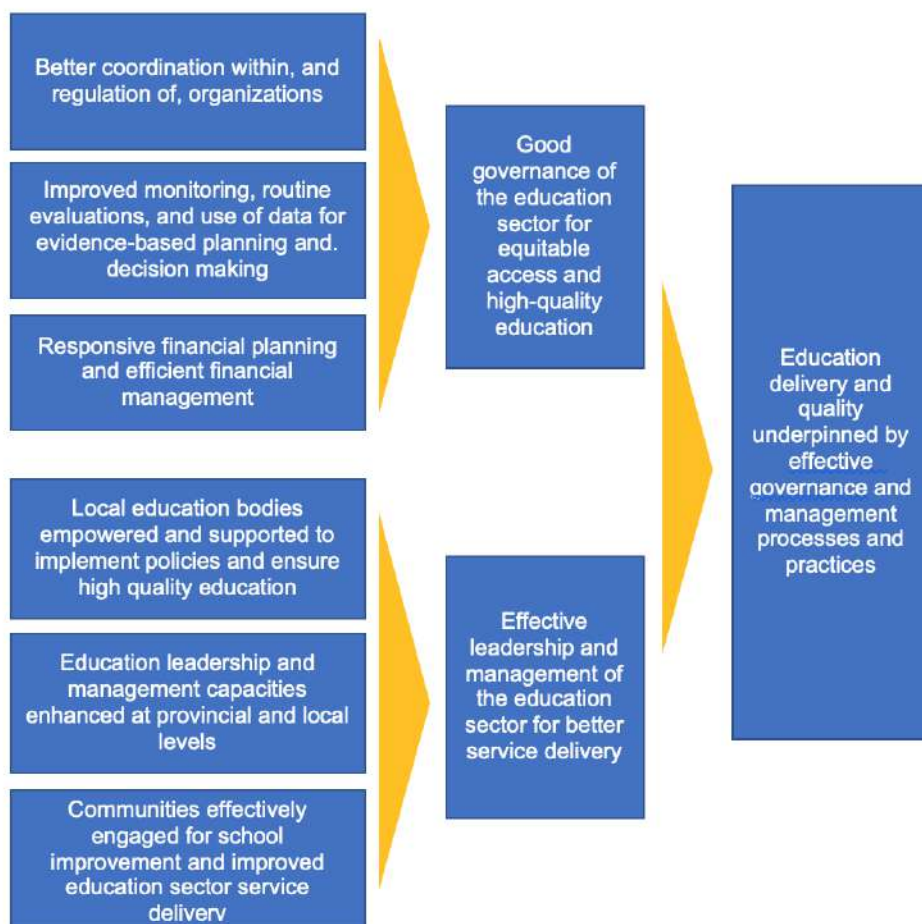 Better coordination within, and
regulation of, organizations
Improved monitoring, routine
evaluations, and use of data for
evidence-based planning and.
decision making
Responsive financial planning
and efficient financial
management
Good
governance of
the education
sector for
equitable
access and
high-quality
education
Local education bodies
empowered and supported to
implement policies and ensure
high quality education
Education leadership and
management capacities
enhanced at provincial and local
levels
Communities effectively
engaged for school
improvement and improved
education sector service
delivery
Effective
leadership and
management of
the education
sector for better
service delivery
Education
delivery and
quality
underpinned by
effective
governance and
management
processes and
practices